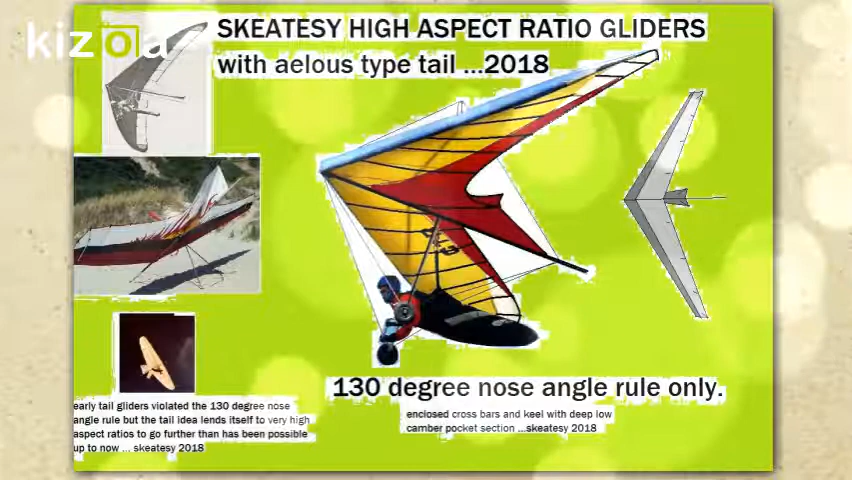 kizoa
SKEATESY HIGH ASPECT RATIO GLIDERS
with aelous type tail ...2018
130 degree nose angle rule only.
enclosed cross bars and keel with deep low
camber pocket section ...skeatesy 2018
early tail gliders violated the 130 degree nose
angle rule but the tail idea lends itself to very high
aspect ratios to go further than has been possible
up to now ... skeatesy 2018